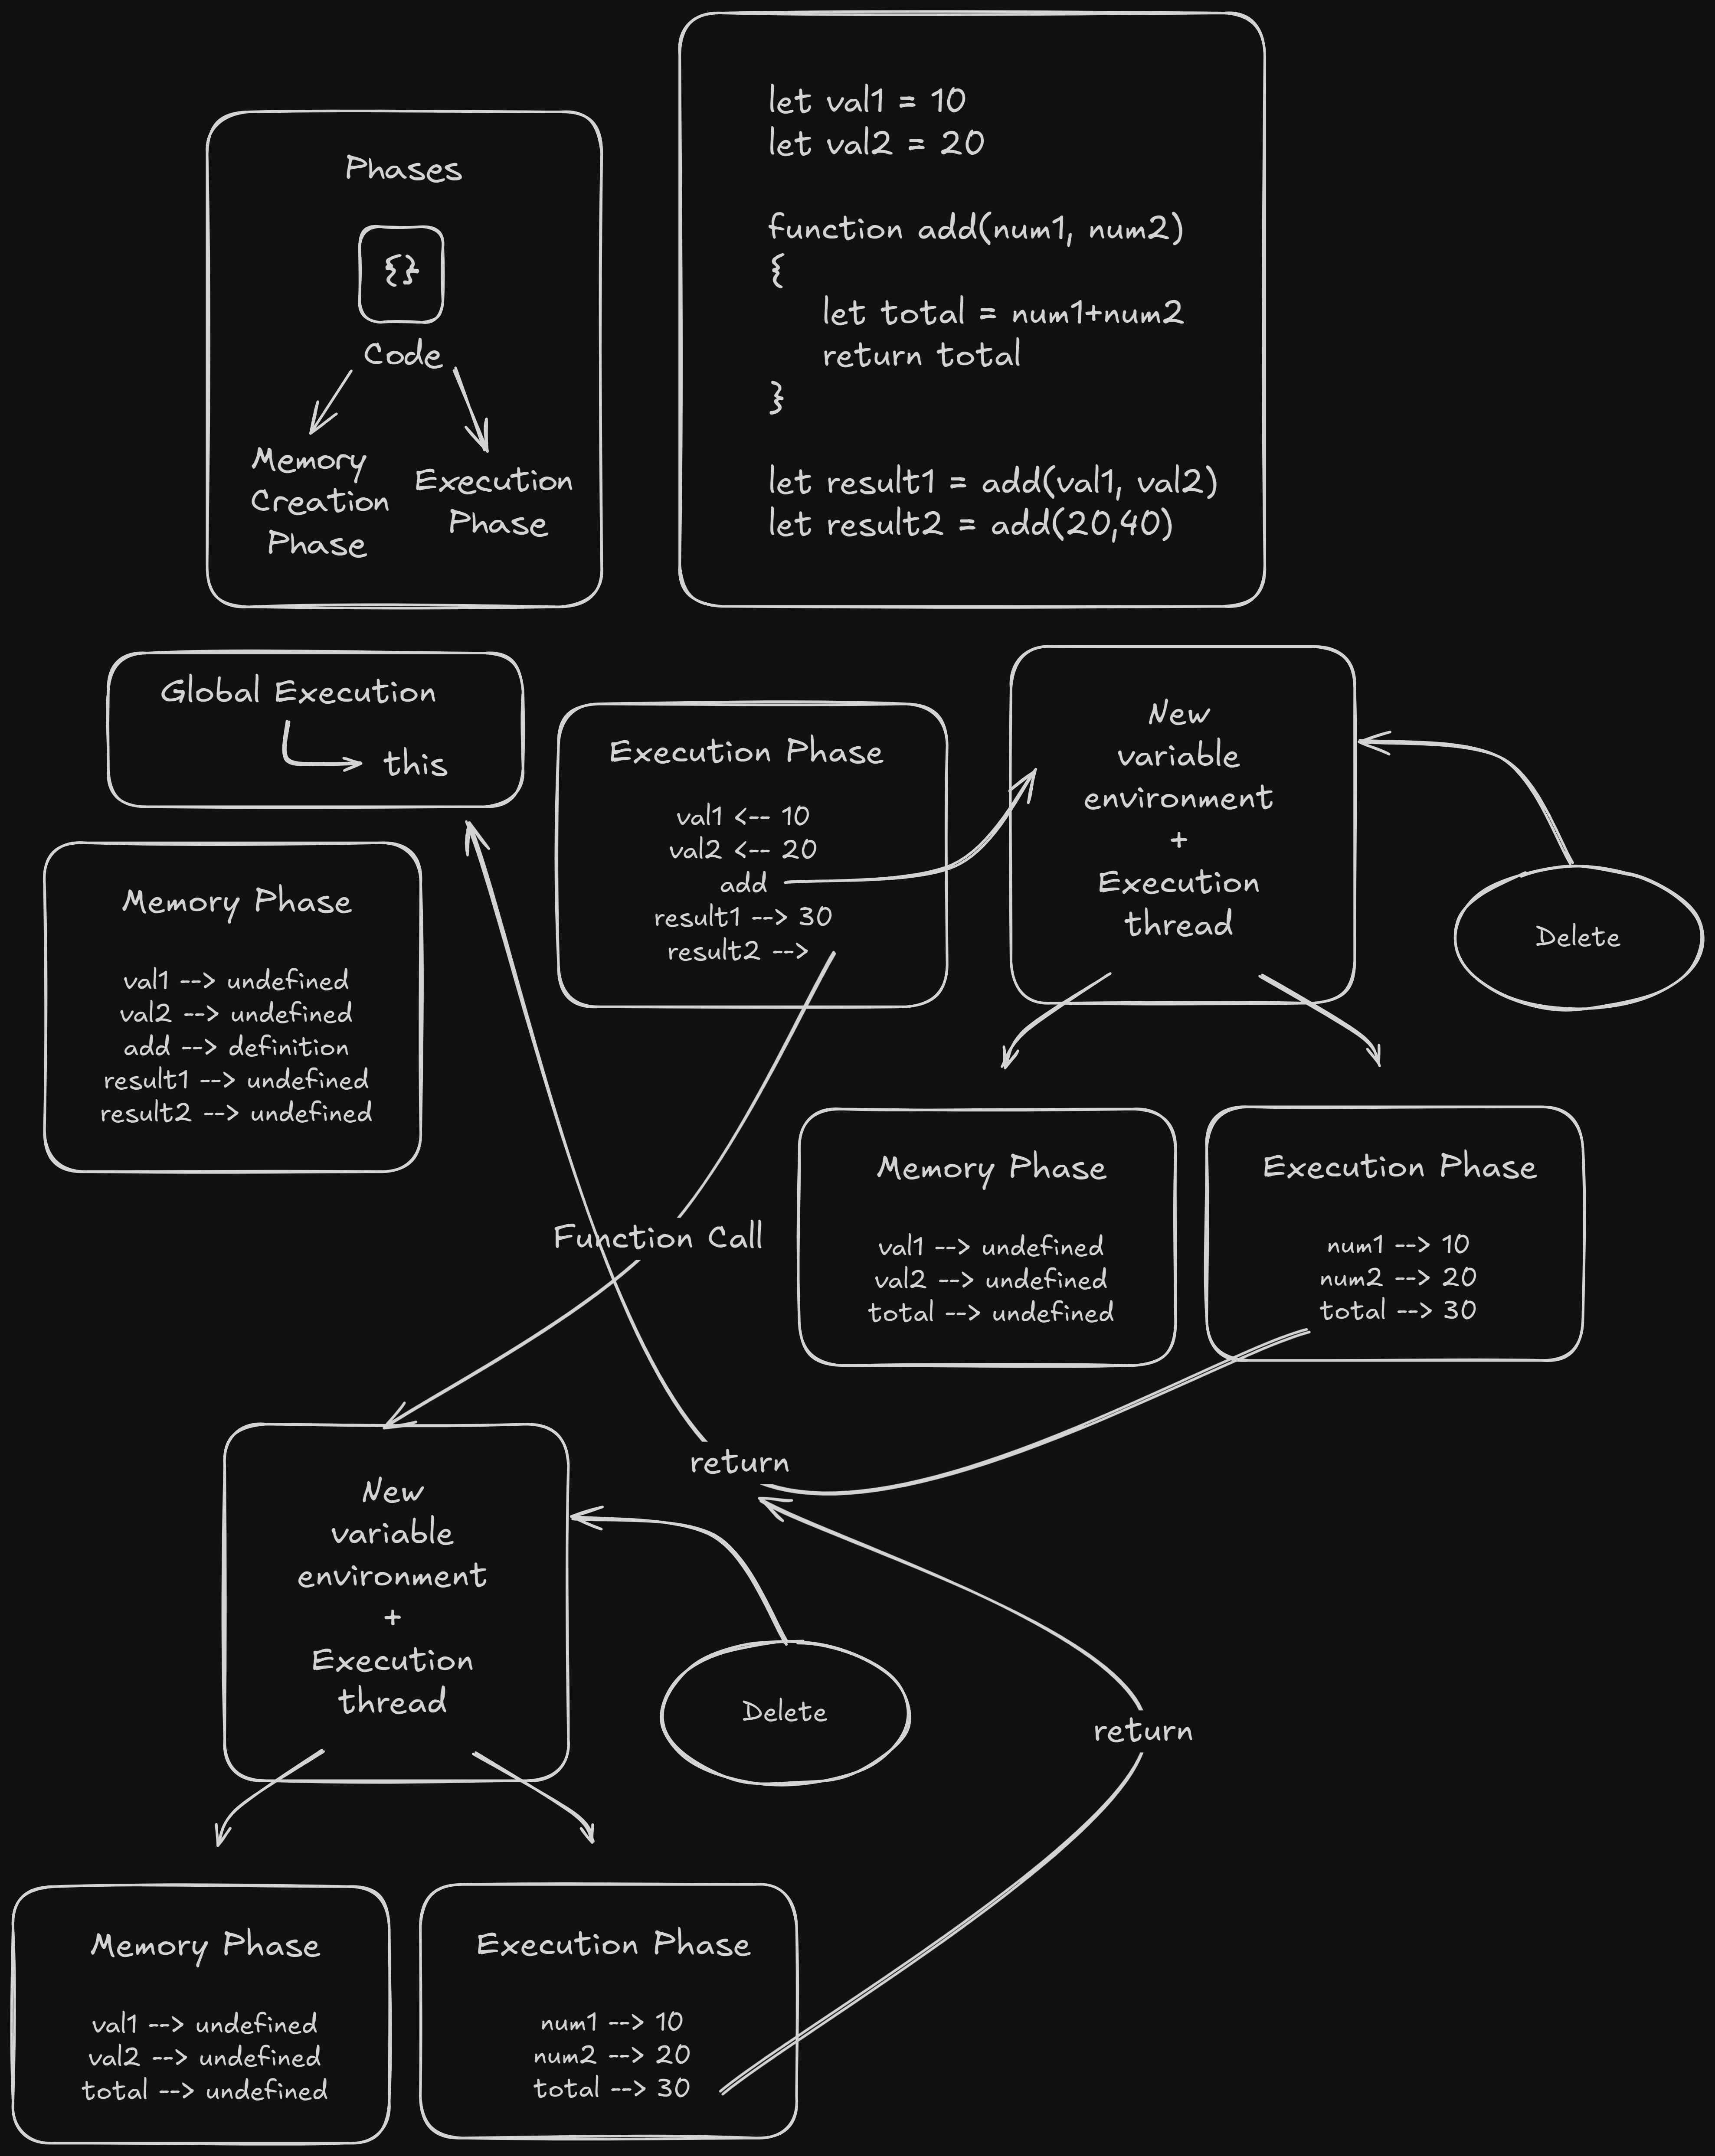 Phases
{}
Code
Memory
Creation
Phase
Execution
Phase
let val1 = 10
let val2 = 20
function add(num1, num2)
{
let total = num1+num2
return total
}
let result1 = add(val1, val2)
let result2 = add(20,40)
Global Execution
this
Memory Phase
val1 --> undefined
val2 --> undefined
add --> definition
result1 --> undefined
result2 --> undefined
Execution Phase
val1 <-- 10
val2 <-- 20
add
result1 --> 30
result2 -->
New
variable
environment
+
Execution
thread
Delete
Memory Phase
val1 --> undefined
val2 --> undefined
total --> undefined
Execution Phase
num1 --> 10
num2 --> 20
total --> 30
Function Call
return
New
variable
environment
+
Execution
thread
Delete
return
Memory Phase
val1 --> undefined
val2 --> undefined
total --> undefined
Execution Phase
num1 --> 10
num2 --> 20
total --> 30